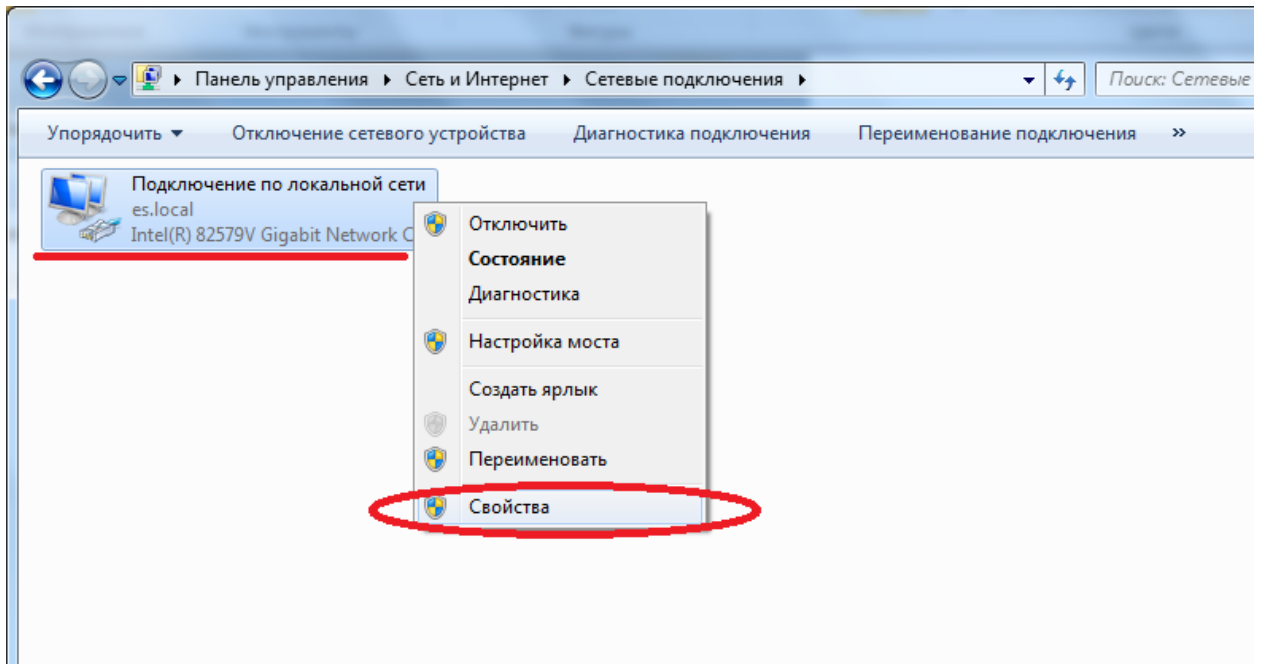 Панель управления Сеть и Интернет Сетевые подключения Поиск: Сетевые
Упорядочить Отключение сетевого устройства Диагностика подключения Переименование подключения »
Подключение по локальной сети
es.local
Intel(R) 82579V Gigabit Network C
Отключить
Состояние
Диагностика
Настройка моста
Создать ярлык
Удалить
Переименовать
Свойства